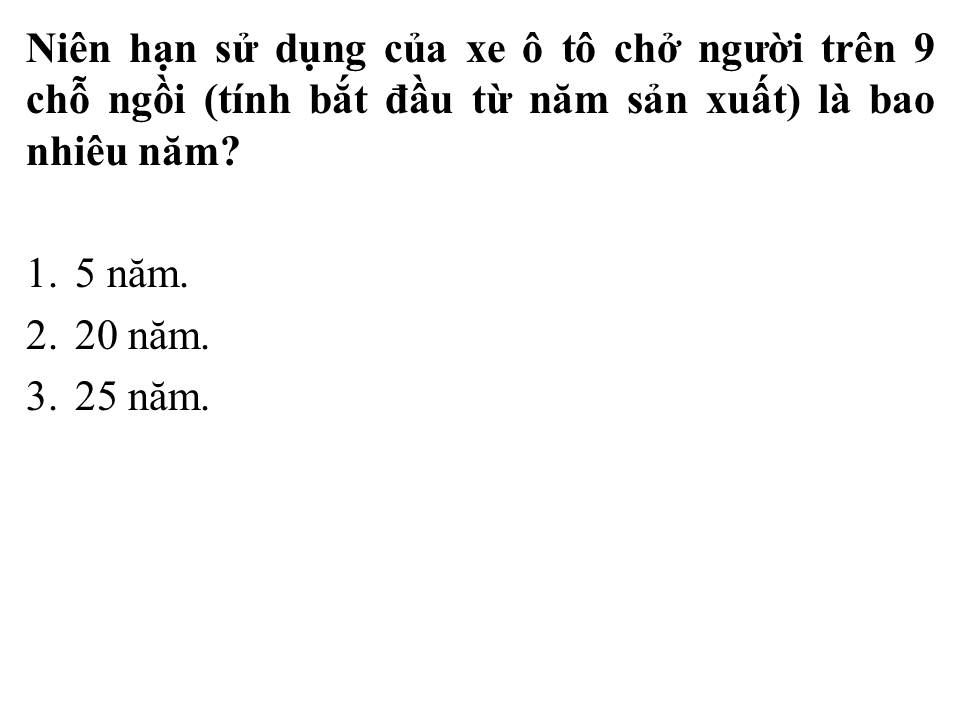 Niên hạn sử dụng của xe ô tô chở người trên 9
chỗ ngồi (tính bắt đầu từ năm sản xuất) là bao
nhiêu năm?
1. 5 năm.
2. 20 năm.
3. 25 năm.